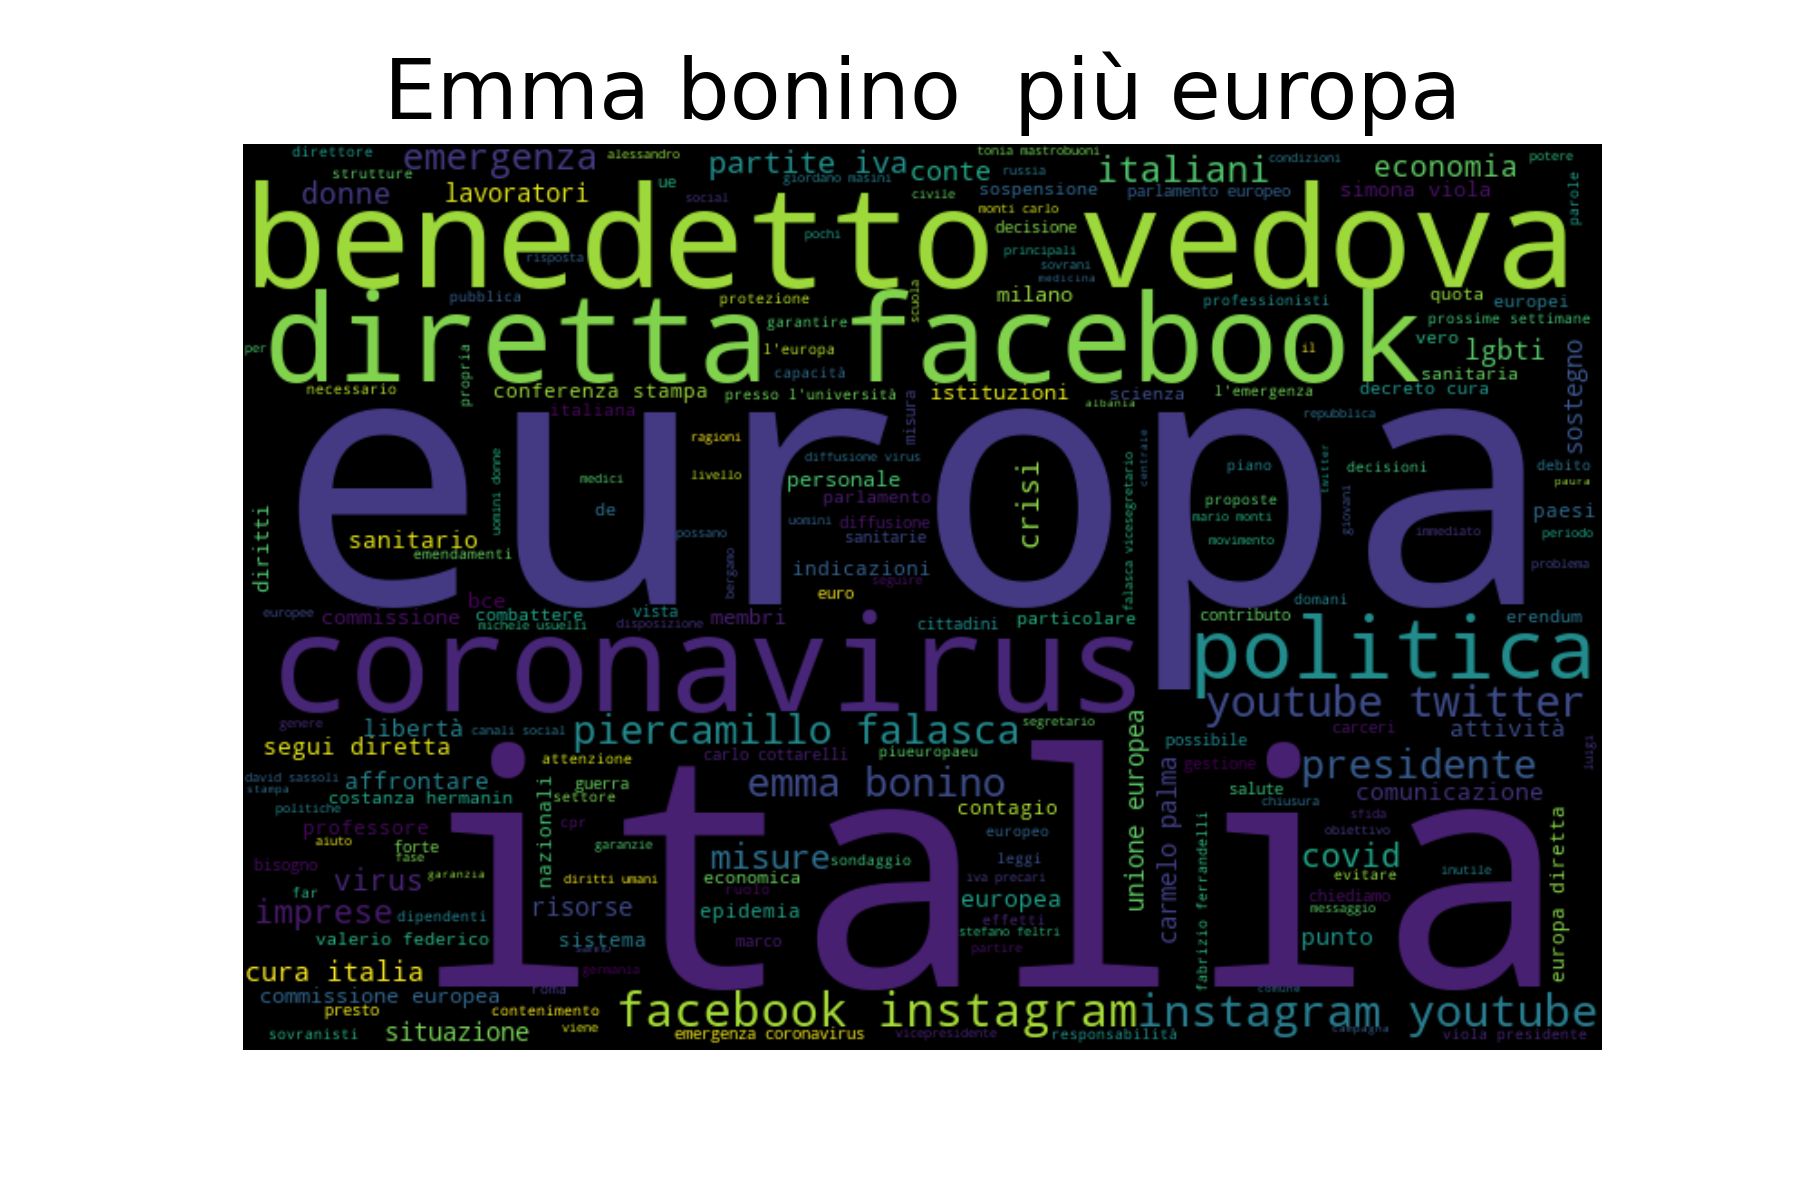 Emma bonino  più europa
direttore
emergenza
alessandro
partite iva
conte
tonia mastrobuoni
russia
italiani
condizioni
economia
potere
strutture
donne
lavoratori
ue
social
giordano masini
civile
sospensione
parlamento europeo
simona viola
parole
benedetto vedova
monti carlo
decisione
pochi
risposta
principali
sovrani
medicina
pubblica
protezione
scuola
milano
professionisti
quota
europei
diretta facebook
garantire
prossime settimane
per
propria
l'europa
il
vero
lgbti
capacità
sanitaria
necessario
conferenza stampa
presso l'università
istituzioni
scienza
l'emergenza
decreto cura
sostegno
italiana
misura
albania
repubblica
europa
ragioni
diffusione virus
centrale
twitter
piano
decisioni
debito
uomini donne
medici
livello
personale
crisi
paura
parlamento
falasca vicesegretario
proposte
giovani
diritti
de
uomini
diffusione
mario monti
paesi
sanitario
possano
sanitarie
movimento
immediato
periodo
emendamenti
bergamo
indicazioni
seguire
problema
bce
euro
domani
europee
commissione
combattere
vista
membri
cittadini
particolare
contributo
erendum
michele usuelli
disposizione
coronavirus
politica
youtube twitter
genere
libertà
canali social
piercamillo falasca
segretario
unione europea
carceri
attività
segui diretta
attenzione
carlo cottarelli
piueuropaeu
possibile
luigi
david sassoli
stampa
affrontare
nazionali
guerra
emma bonino
carmelo palma
gestione
presidente
costanza hermanin
settore
salute
comunicazione
politiche
contagio
chiusura
europa diretta
italia
professore
cpr
europeo
fabrizio ferrandelli
sfida
obiettivo
aiuto
forte
fase
garanzie
misure
sondaggio
leggi
covid
bisogno
virus
garanzia
diritti umani
economica
iva precari
evitare
inutile
far
ruolo
chiediamo
imprese
dipendenti
risorse
epidemia
europea
messaggio
effetti
valerio federico
sistema
marco
stefano feltri
partire
punto
cura italia
germania
commissione europea
roma
comune
presto
contenimento
facebook instagram
instagram youtube
sovranisti
situazione
viene
emergenza coronavirus
vicepresidente
responsabilità
campagna
viola presidente